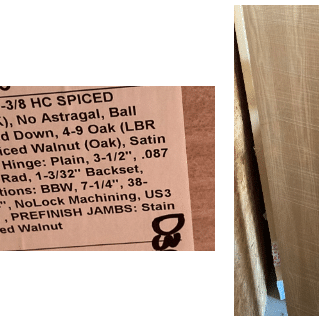 -3/8 HC SPICED
), No Astragal, Ball
d Down, 4-9 Oak (LBR
iced Walnut (Oak), Satin
Hinge: Plain, 3-1/2", .087
Rad, 1-3/32" Backset,
tions: BBW, 7-1/4", 38-
", NoLock Machining, US3
, PREFINISH JAMBS: Stain
ed Walnut